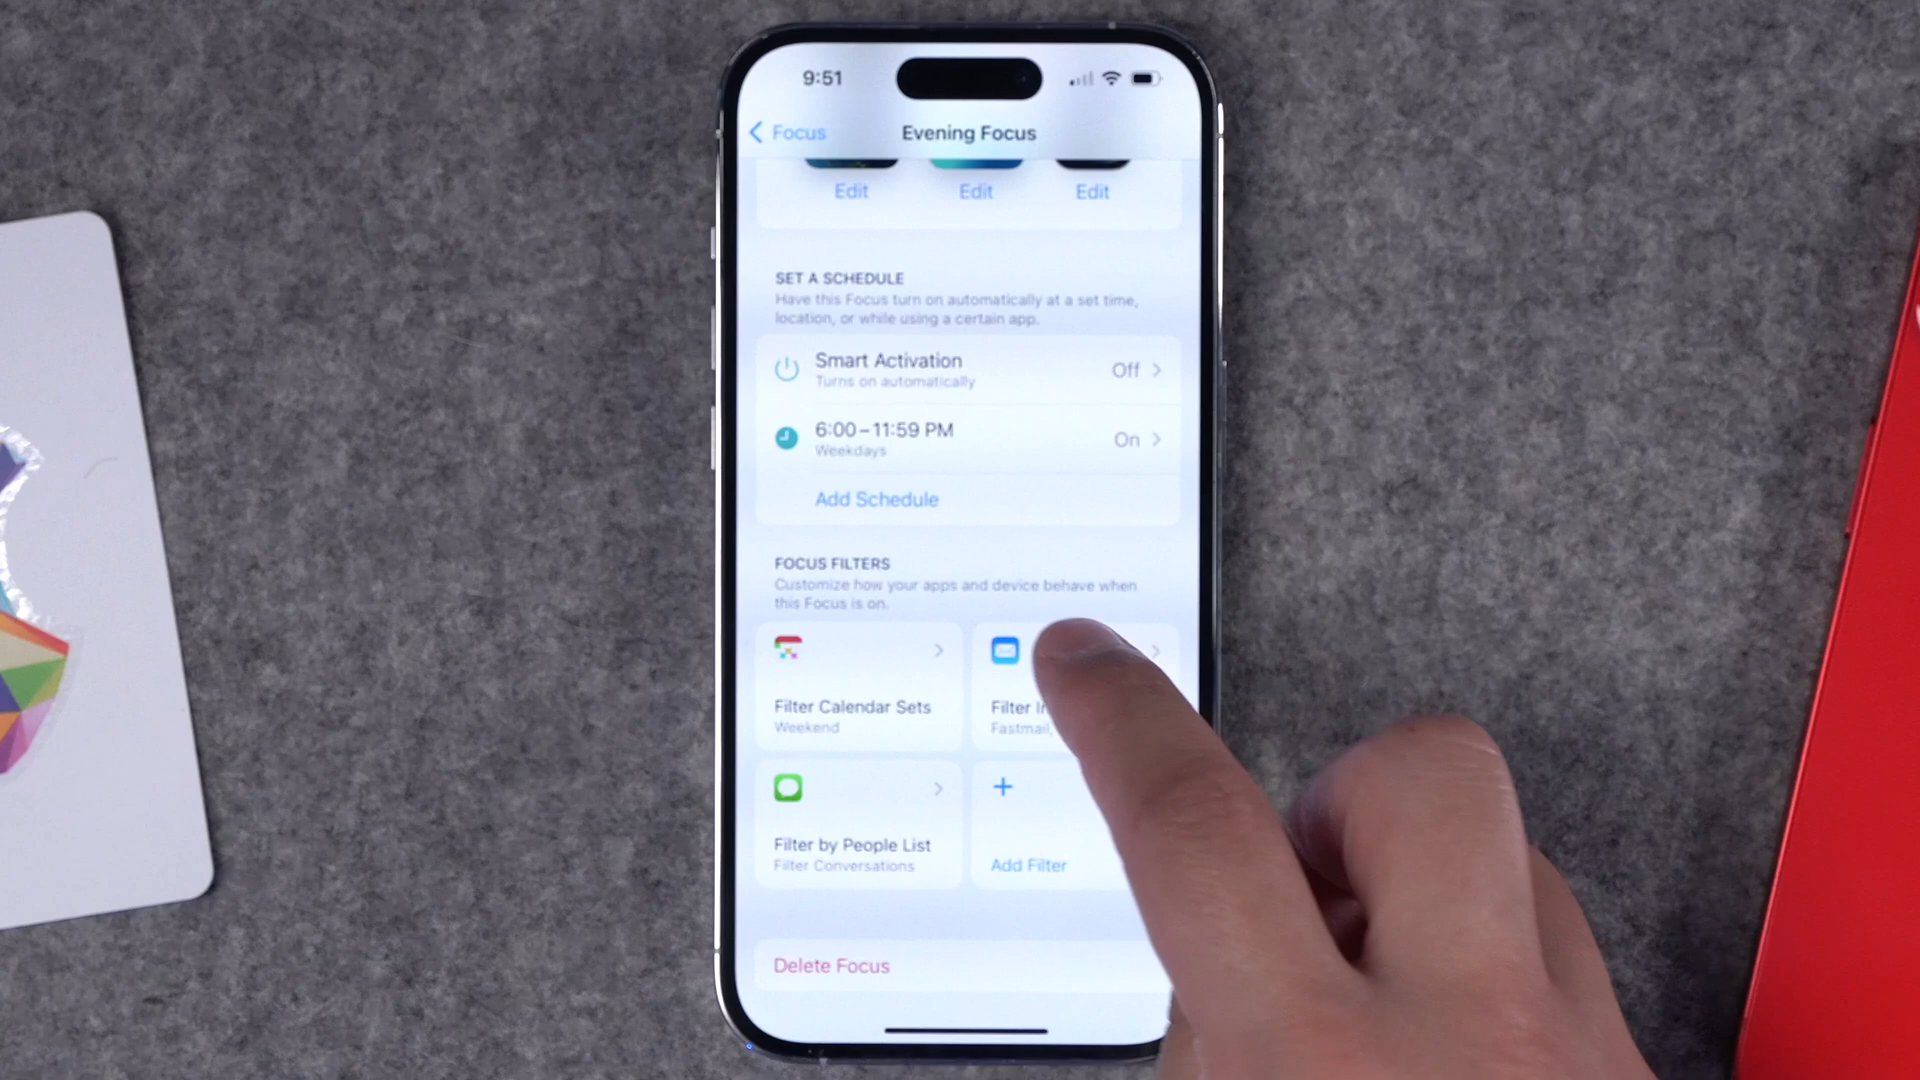 9:51
Focus
Evening Focus
Edit
Edit
Edit
SET A SCHEDULE
Have this Focus turn on automatically at a set time,
location, or while using a certain app.
Smart Activation
Off
Turns on automatically
6:00–11:59 PM
On
Weekdays
Add Schedule
FOCUS FILTERS
Customize how your apps and device behave when
this Focus is on.
Filter Calendar Sets
Weekend
Filter
Fastmail,
Filter by People List
Filter Conversations
Add Filter
Delete Focus